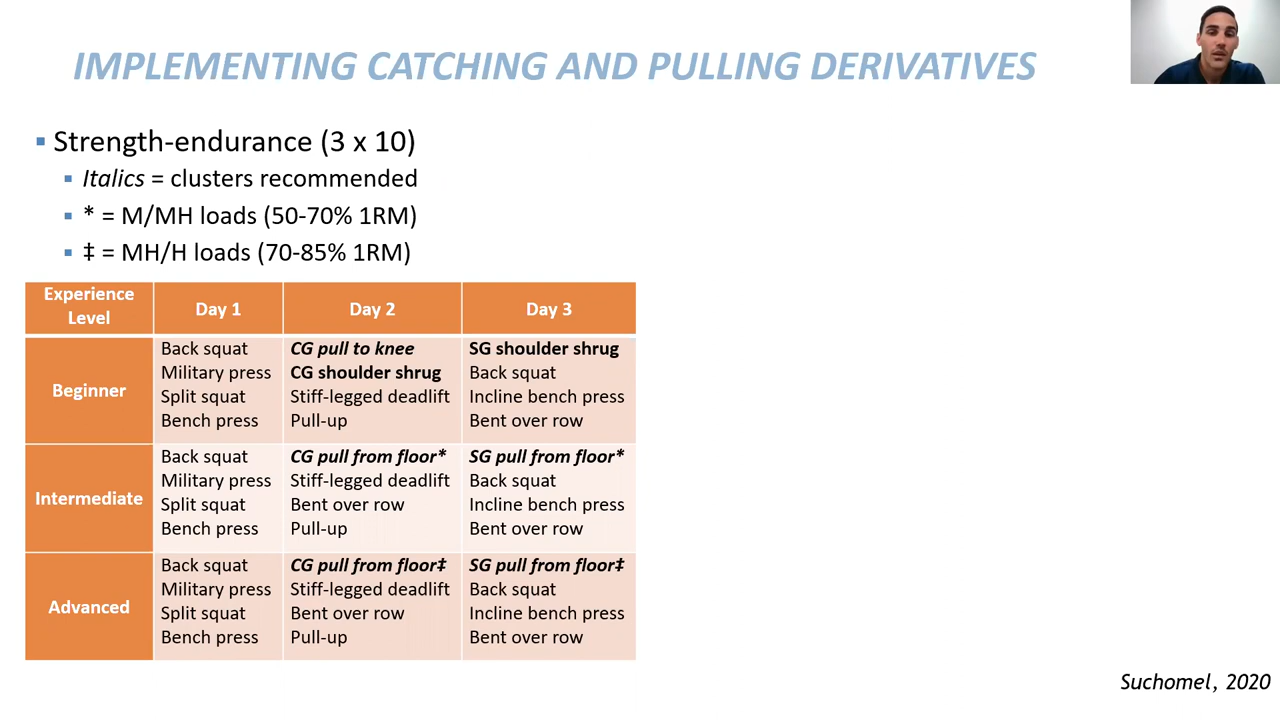 IMPLEMENTING CATCHING AND PULLING DERIVATIVES
▪ Strength-endurance (3 x 10)
▪ Italics = clusters recommended
▪ * = M/MH loads (50-70% 1RM)
▪ ‡ = MH/H loads (70-85% 1RM)
Experience Level Day 1 Day 2 Day 3
Beginner
Back squat
Military press
Split squat
Bench press
CG pull to knee
CG shoulder shrug
Stiff-legged deadlift
Pull-up
SG shoulder shrug
Back squat
Incline bench press
Bent over row
Intermediate
Back squat
Military press
Split squat
Bench press
CG pull from floor*
Stiff-legged deadlift
Bent over row
Pull-up
SG pull from floor*
Back squat
Incline bench press
Bent over row
Advanced
Back squat
Military press
Split squat
Bench press
CG pull from floor‡
Stiff-legged deadlift
Bent over row
Pull-up
SG pull from floor‡
Back squat
Incline bench press
Bent over row
Suchomel, 2020